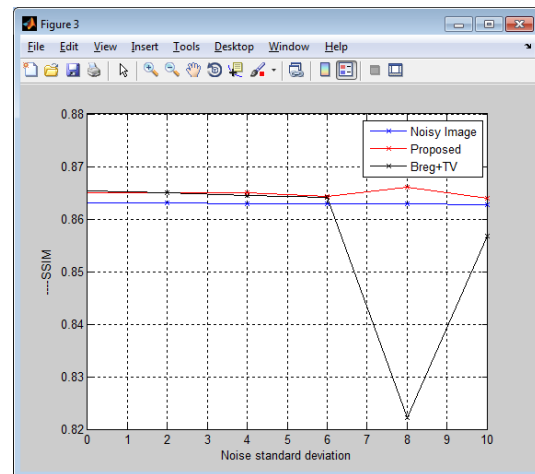 Figure 3
File Edit View Insert Tools Desktop Window Help
0.88
0.87
0.86
0.85
0.84
0.83
0.82
----SSIM
Noisy Image
Proposed
Breg+TV
0 1 2 3 4 5 6 7 8 9 10
Noise standard deviation